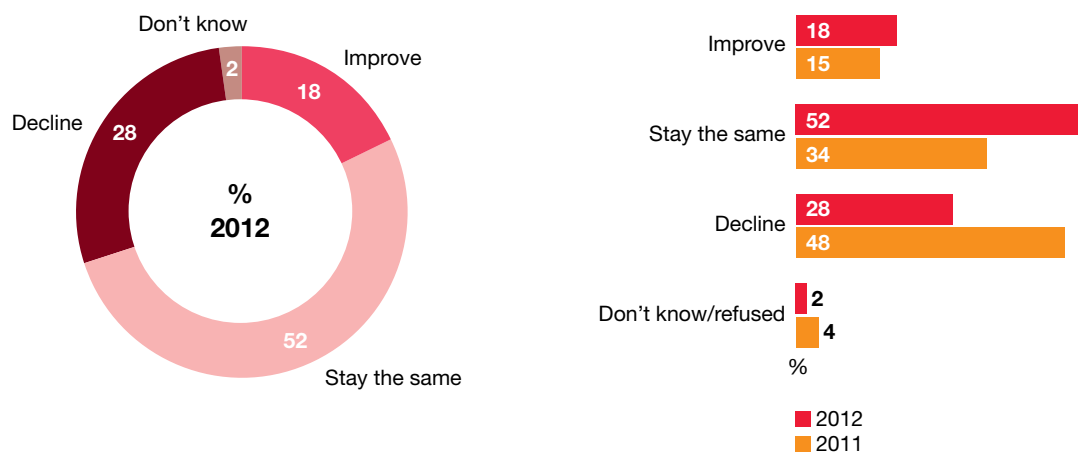 Don't know
2
Improve
18
Decline
28
%
2012
52
Stay the same
Improve
18
15
Stay the same
52
34
Decline
28
48
Don't know/refused
2
4
%
2012
2011